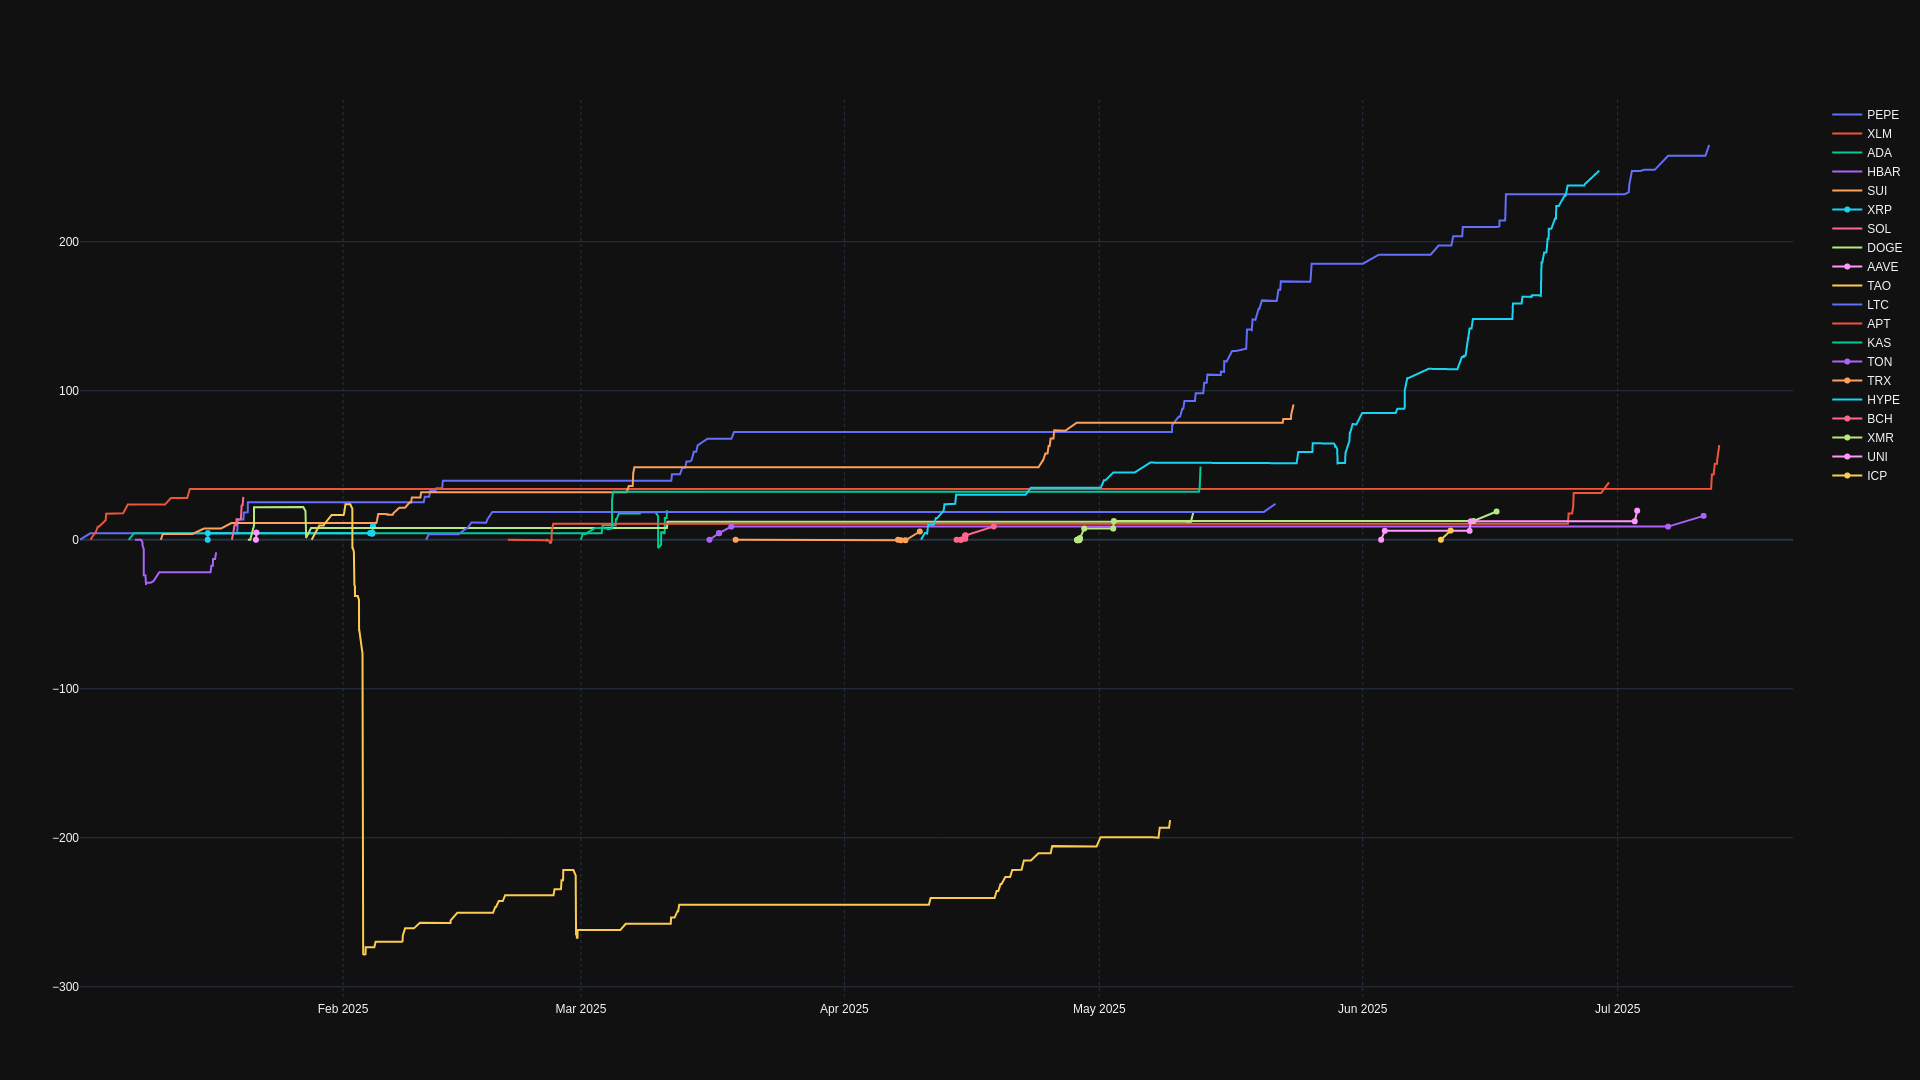 200
100
0
−100
−200
−300
Feb 2025
Mar 2025
Apr 2025
May 2025
Jun 2025
Jul 2025
PEPE
XLM
ADA
HBAR
SUI
XRP
SOL
DOGE
AAVE
TAO
LTC
APT
KAS
TON
TRX
HYPE
BCH
XMR
UNI
ICP